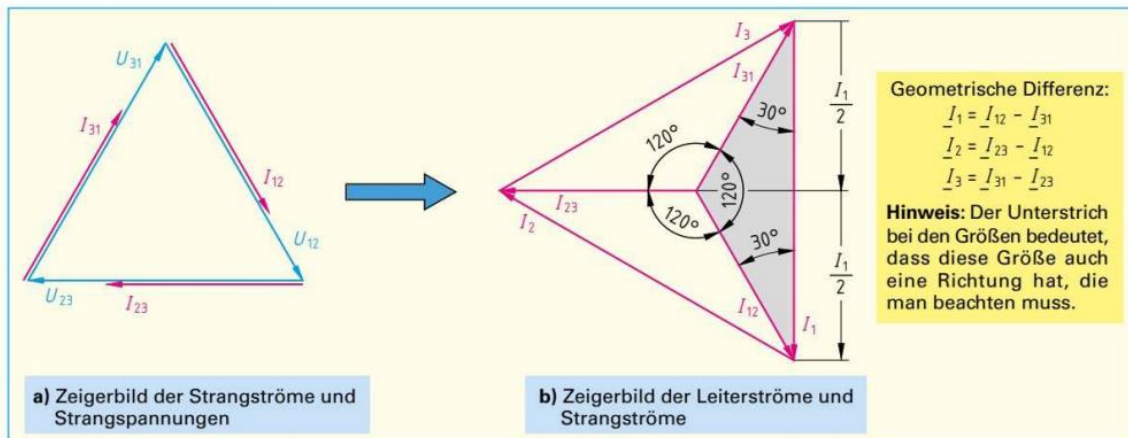 U31
I31
I12
U12
U23
I23
a) Zeigerbild der Strangströme und
Strangspannungen
I3
I31
I1
2
30°
120°
120°
I23
120°
I2
30°
I1
2
I12
I1
b) Zeigerbild der Leiterströme und
Strangströme
Geometrische Differenz:
I1 = I12 - I31
I2 = I23 - I12
I3 = I31 - I23
Hinweis: Der Unterstrich
bei den Größen bedeutet,
dass diese Größe auch
eine Richtung hat, die
man beachten muss.